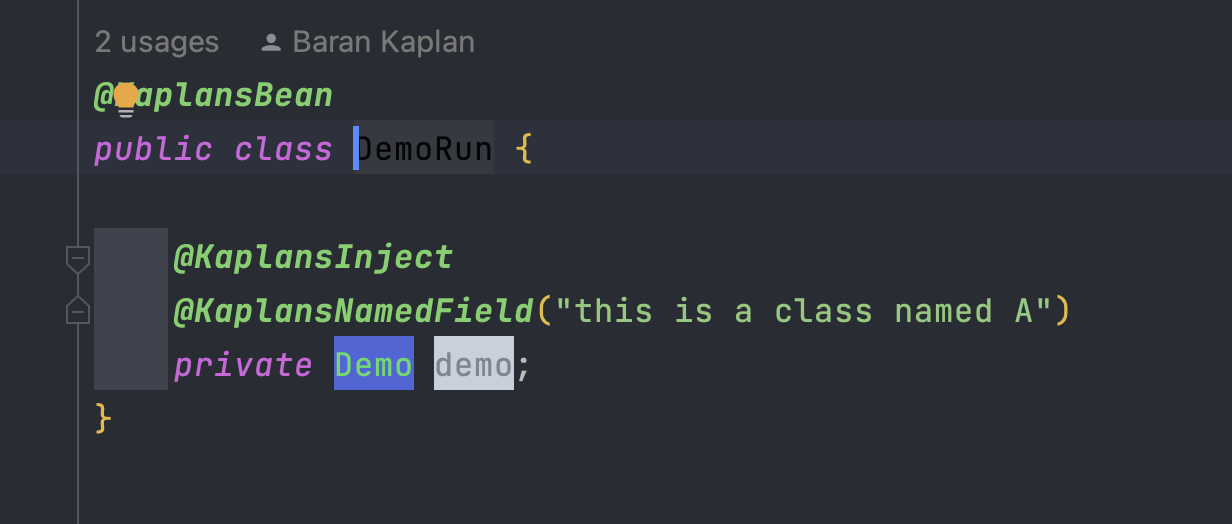 2 usages Baran Kaplan
@KaplansBean
public class DemoRun {
@KaplansInject
@KaplansNamedField("this is a class named A")
private Demo demo;
}